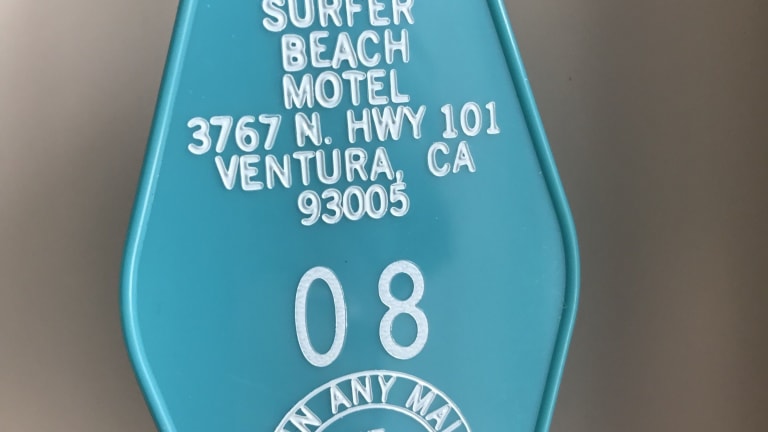 SURFER
BEACH
MOTEL
3767 N. HWY 101
VENTURA, CA
93005
08
ANY